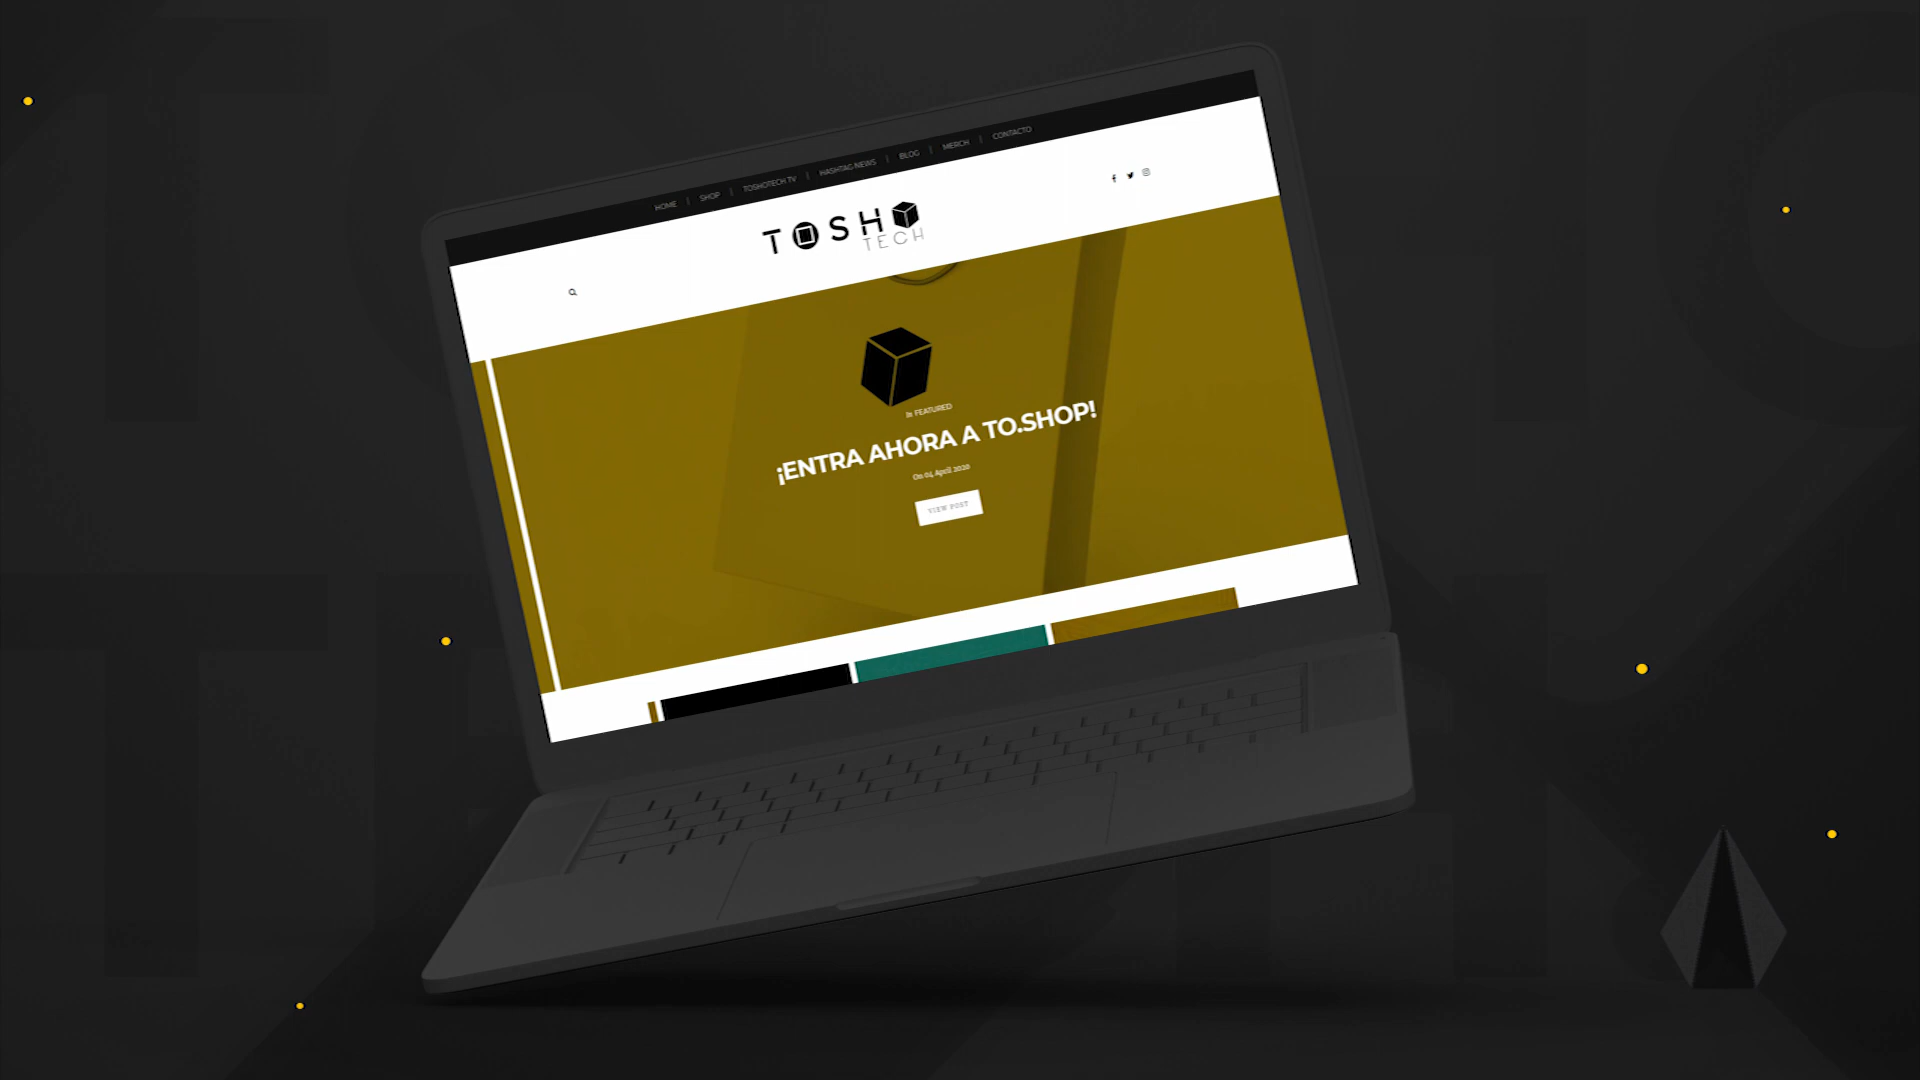 HOME | SHOP | TOSHOTECH TV | HASHTAG NEWS | BLOG | MERCH | CONTACTO
TOSHO
TECH
In FEATURED
¡ENTRA AHORA A TO.SHOP!
On 04 April 2020
VIEW POST